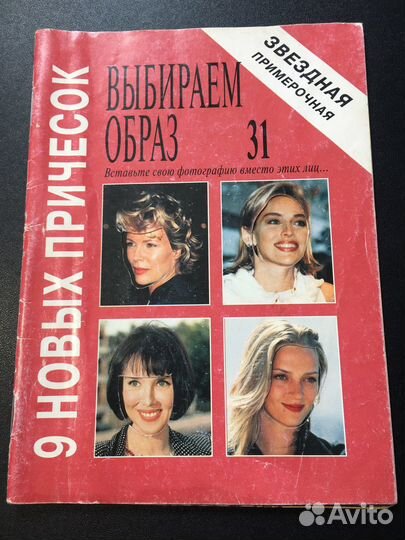 ЗВЕЗДНАЯ
ПРИМЕРОЧНАЯ
9 НОВЫХ ПРИЧЕСОК
ВЫБИРАЕМ
ОБРАЗ 31
Вставьте свою фотографию вместо этих лиц...
Avito